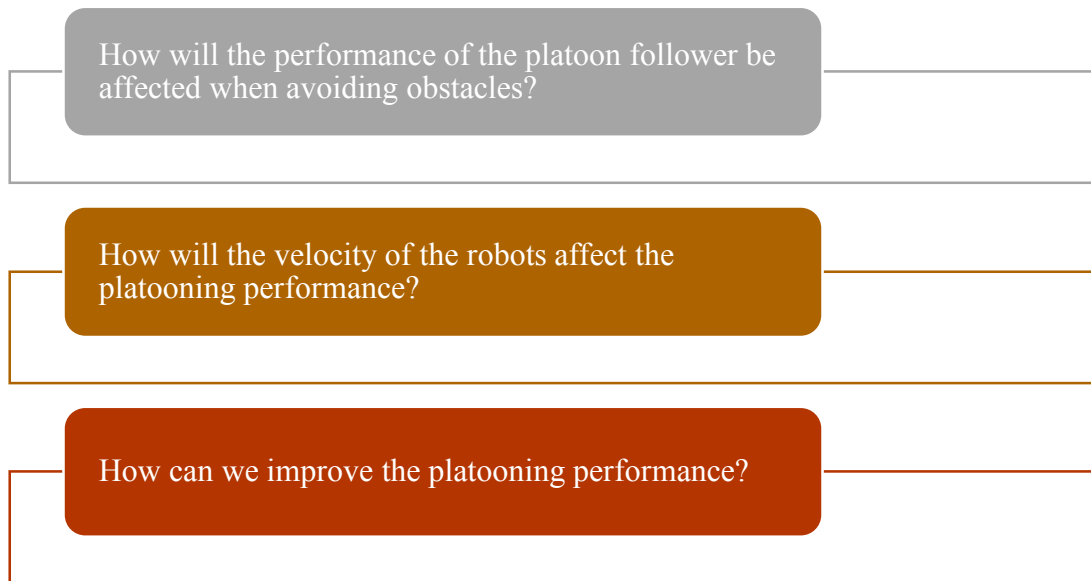 How will the performance of the platoon follower be
affected when avoiding obstacles?
How will the velocity of the robots affect the
platooning performance?
How can we improve the platooning performance?